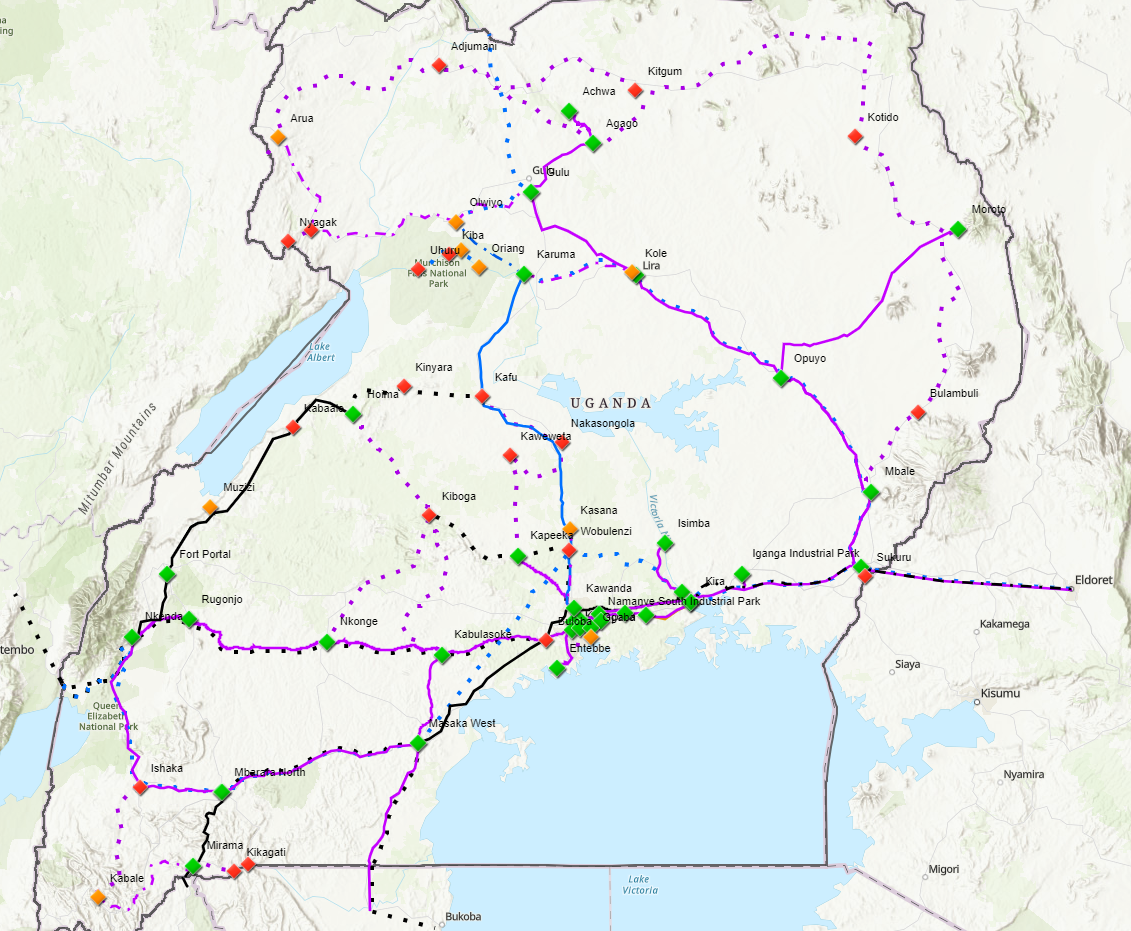 na
ing
Adjumani
Kitgum
Achwa
Agago
Kotido
Arua
Gulu
Gulu
Olwiyo
Moroto
Nyagak
Kiba
Uhuru
Oriang
Karuma
Kole
Lira
Murchison
Falls National
Park
Lake
Albert
Opuyo
Kinyara
Kafu
Hoima
Kabaale
UGANDA
Bulambuli
Nakasongola
Kaweweta
Mitumbar Mountains
Muzizi
Mbale
Kiboga
Victoria N
Kasana
Isimba
Wobulenzi
Kapeeka
Fort Portal
Iganga Industrial Park
Sukuru
Eldoret
Kira
Kawanda
Rugonjo
Namanve South Industrial Park
Nkenda
Nkonge
Buloba
Ggaba
Kabulasoke
Kakamega
tembo
Entebbe
Siaya
Kisumu
Queen
Elizabeth
National Park
Masaka West
Ishaka
Mbarara North
Nyamira
Mirama
Kikagati
Kabale
Migori
Lake
Victoria
Bukoba